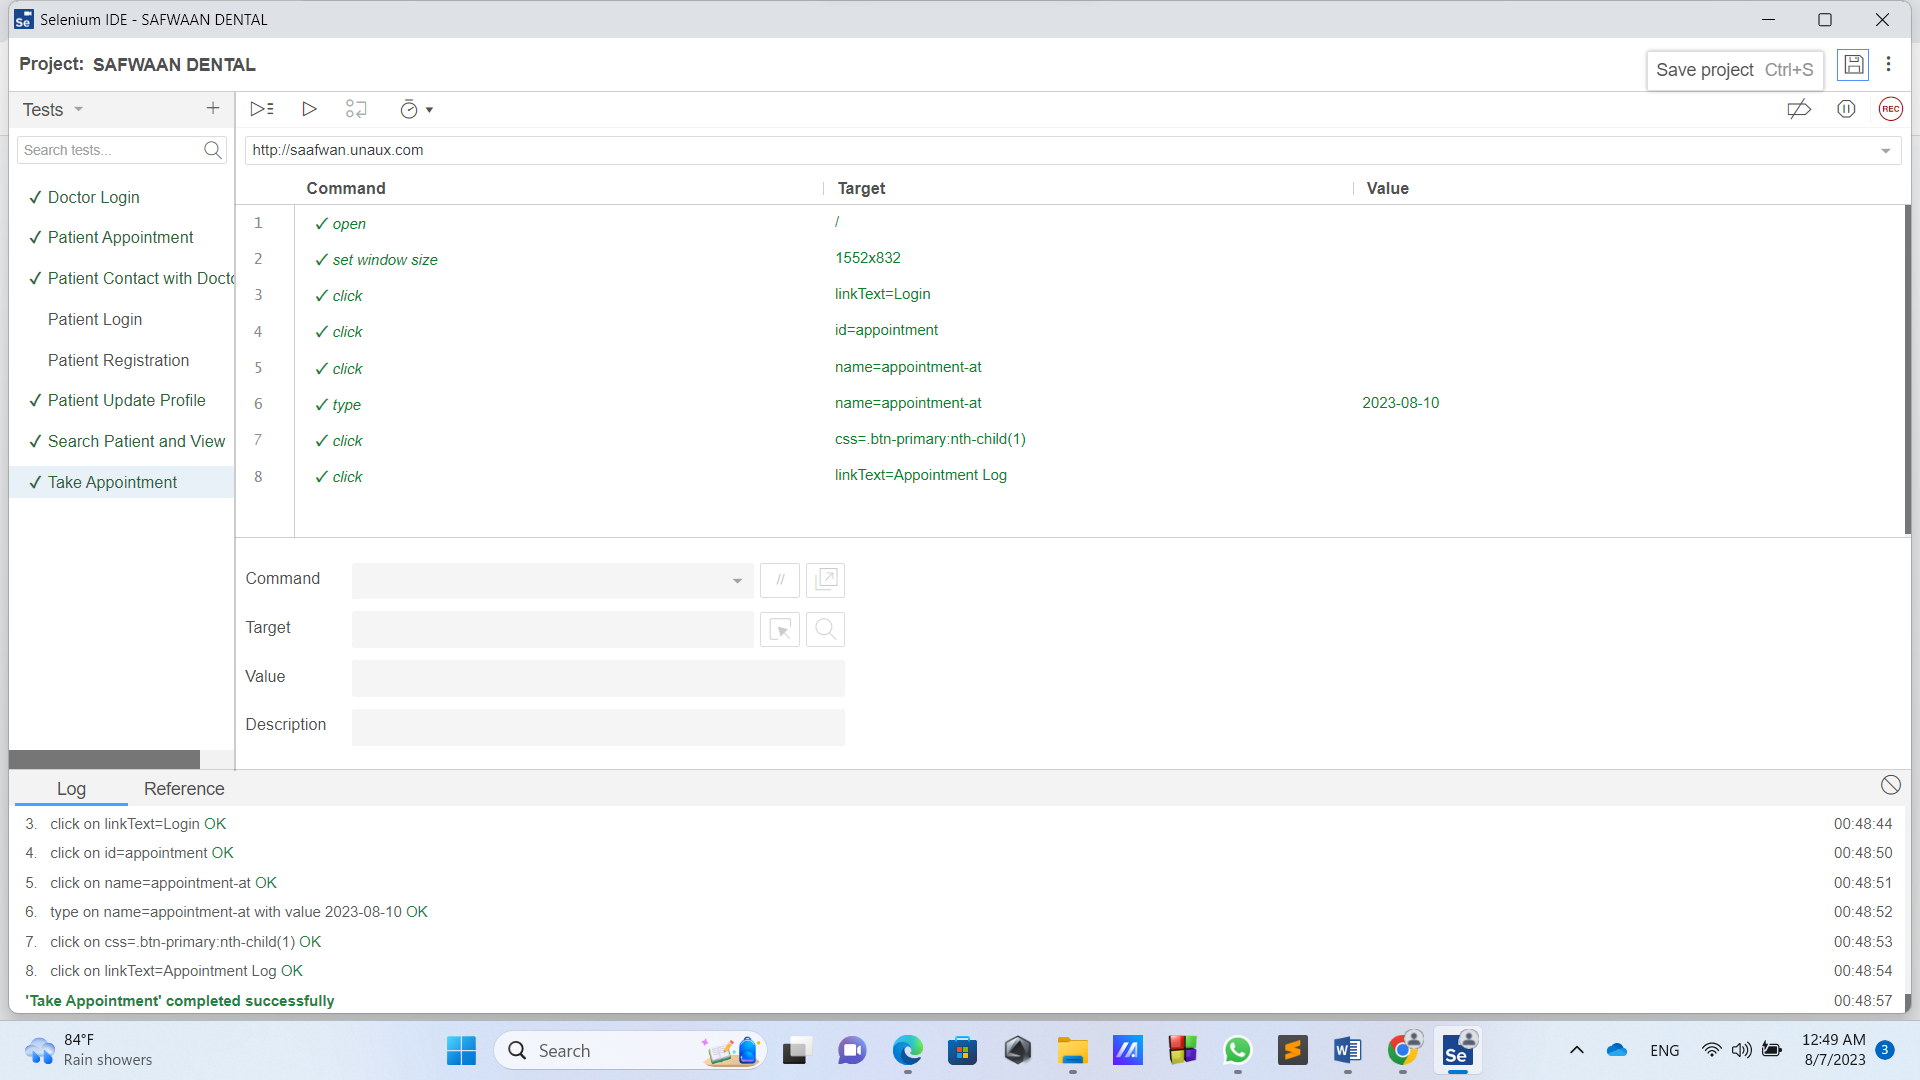 Selenium IDE - SAFWAAN DENTAL
Project: SAFWAAN DENTAL
Save project Ctrl+S
Tests
REC
Search tests...
http://saafwan.unaux.com
Command Target Value
Doctor Login
Patient Appointment
Patient Contact with Docto
Patient Login
Patient Registration
Patient Update Profile
Search Patient and View
Take Appointment
1 ✓ open /
2 ✓ set window size 1552x832
3 ✓ click linkText=Login
4 ✓ click id=appointment
5 ✓ click name=appointment-at
6 ✓ type name=appointment-at 2023-08-10
7 ✓ click css=.btn-primary:nth-child(1)
8 ✓ click linkText=Appointment Log
Command //
Target
Value
Description
Log Reference
3. click on linkText=Login OK 00:48:44
4. click on id=appointment OK 00:48:50
5. click on name=appointment-at OK 00:48:51
6. type on name=appointment-at with value 2023-08-10 OK 00:48:52
7. click on css=.btn-primary:nth-child(1) OK 00:48:53
8. click on linkText=Appointment Log OK 00:48:54
'Take Appointment' completed successfully 00:48:57
84°F
Rain showers
Search
Se
ENG
12:49 AM
8/7/2023
3